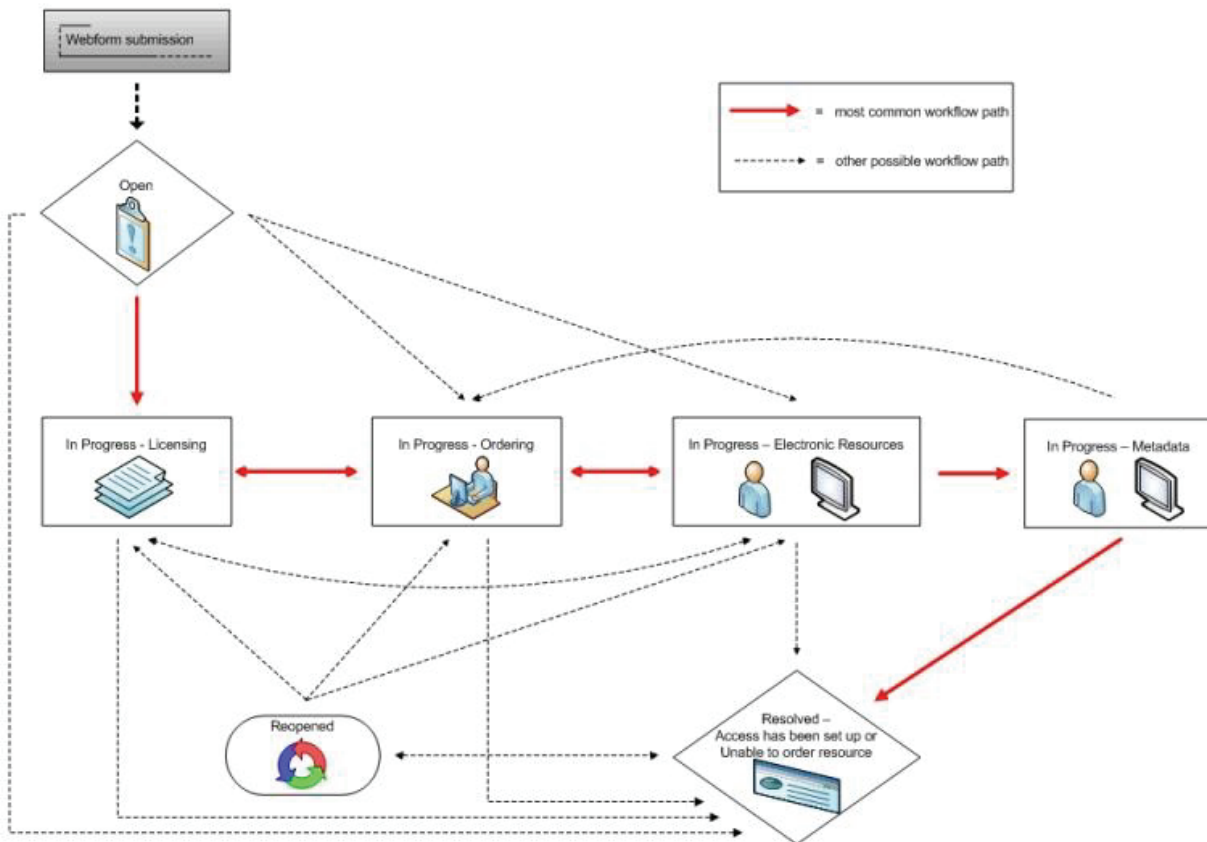 Webform submission
= most common workflow path
= other possible workflow path
Open
In Progress - Licensing
In Progress - Ordering
In Progress – Electronic Resources
In Progress – Metadata
Reopened
Resolved –
Access has been set up or
Unable to order resource